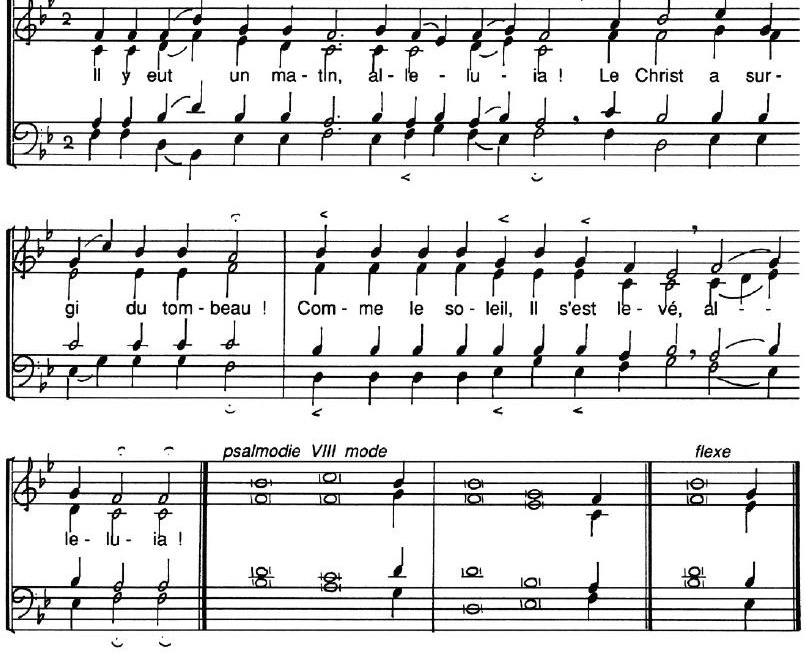 Il y eut un ma-tin, al-le-lu-ia ! Le Christ a sur-
gi du tom-beau ! Com-me le so-leil, Il s'est le-vé, al-
psalmodie VIII mode flexe
le-lu-ia !